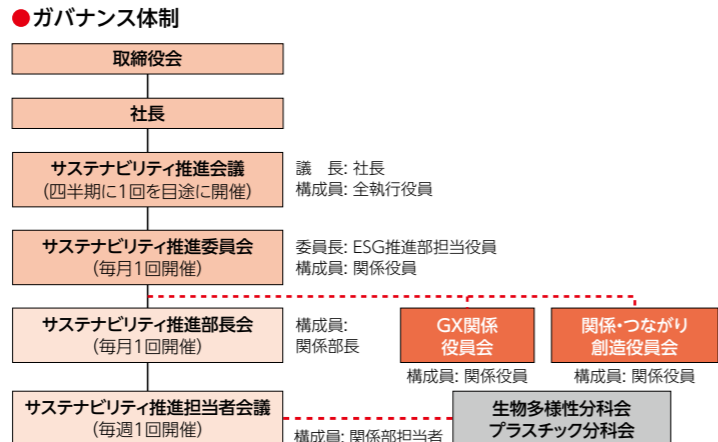 ●ガバナンス体制
取締役会
社長
サステナビリティ推進会議
(四半期に1回を目途に開催)
議　長: 社長
構成員: 全執行役員
サステナビリティ推進委員会
(毎月1回開催)
委員長: ESG推進部担当役員
構成員: 関係役員
サステナビリティ推進部長会
(毎月1回開催)
構成員:
関係部長
GX関係
役員会
構成員: 関係役員
関係・つながり
創造役員会
構成員: 関係役員
サステナビリティ推進担当者会議
(毎週1回開催)
構成員: 関係部担当者
生物多様性分科会
プラスチック分科会